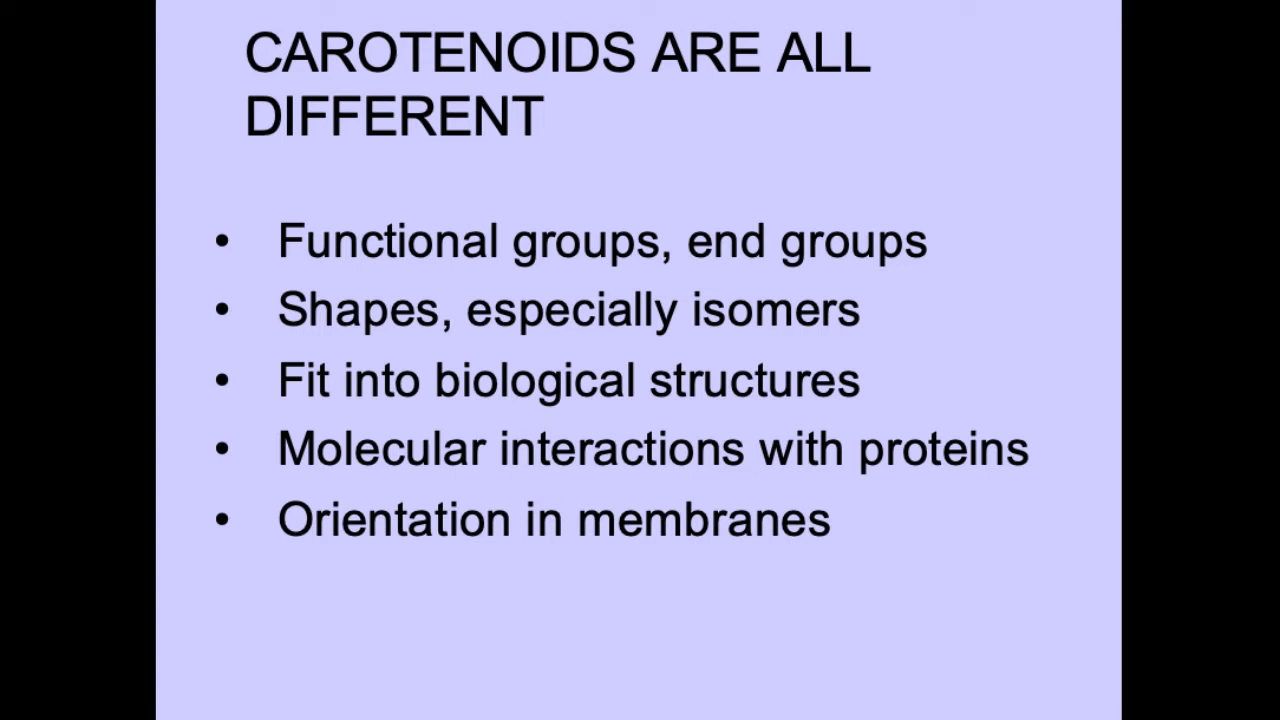 CAROTENOIDS ARE ALL
DIFFERENT
• Functional groups, end groups
• Shapes, especially isomers
• Fit into biological structures
• Molecular interactions with proteins
• Orientation in membranes